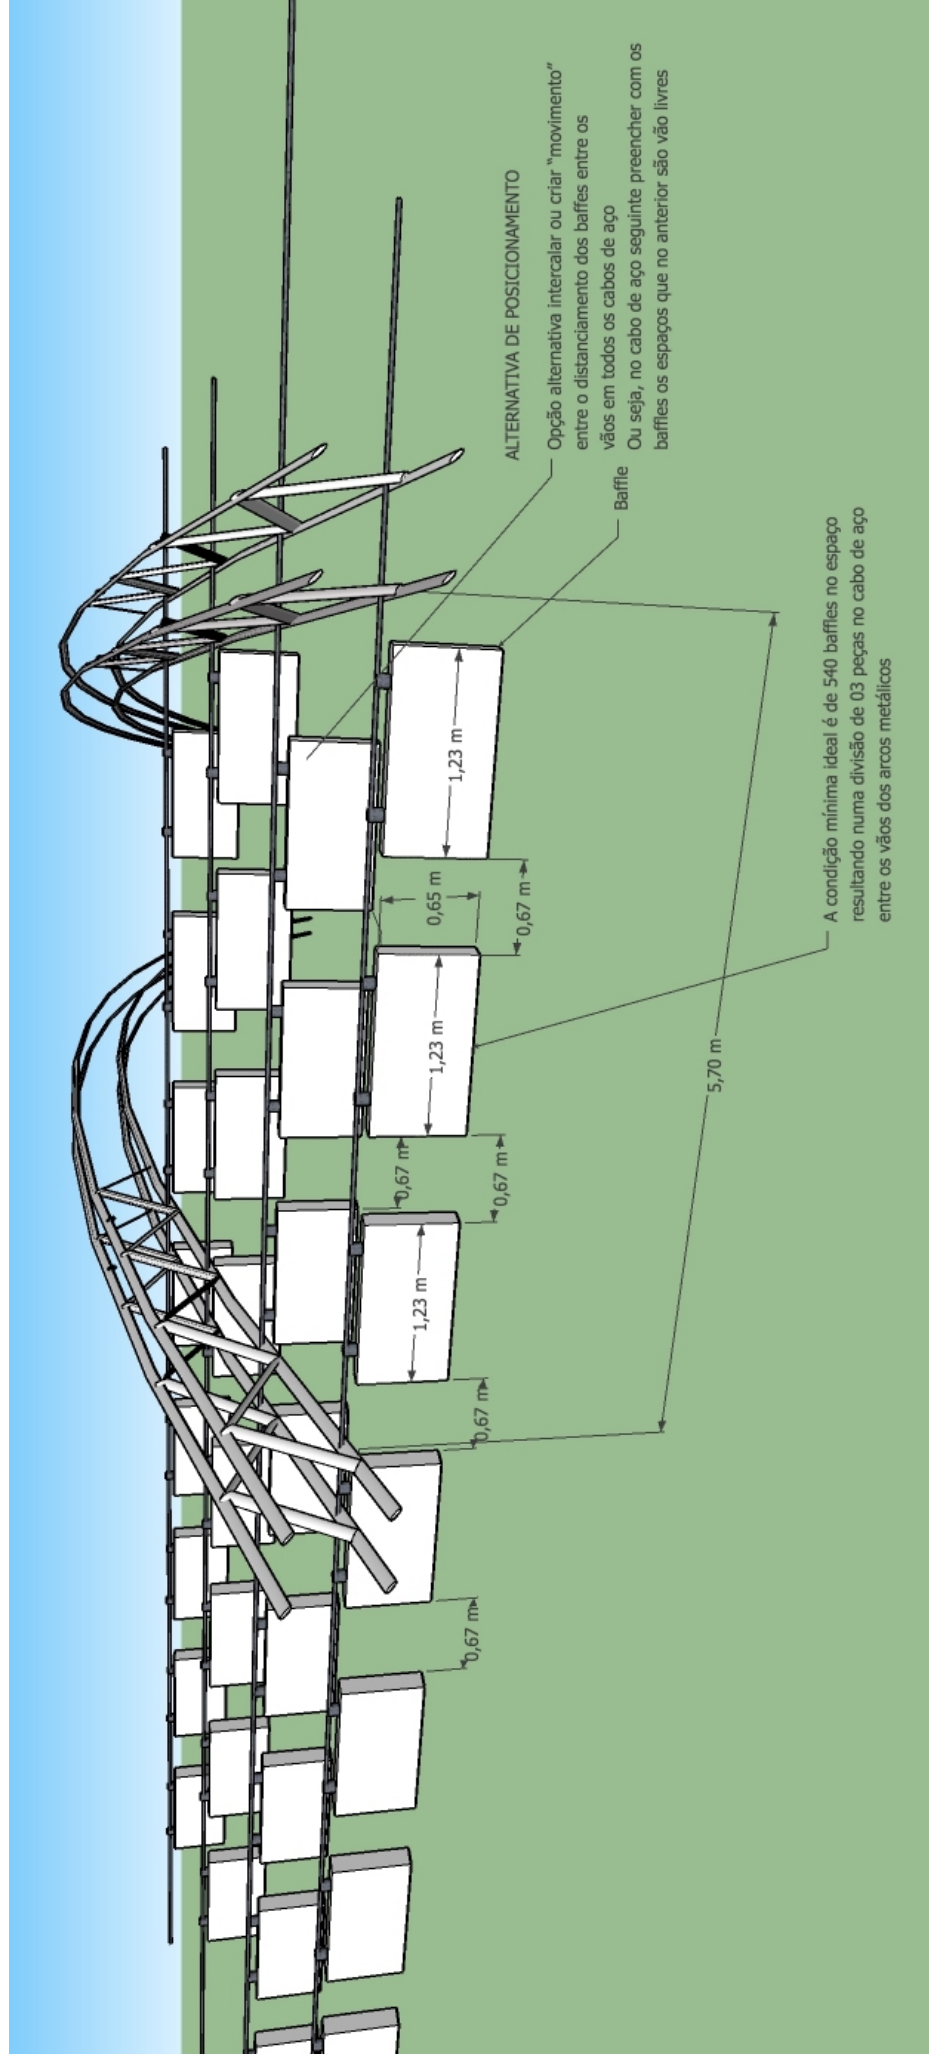 ALTERNATIVA DE POSICIONAMENTO
Opção alternativa intercalar ou criar "movimento"
entre o distanciamento dos baffes entre os
vãos em todos os cabos de aço
Ou seja, no cabo de aço seguinte preencher com os
baffles os espaços que no anterior são vão livres
Baffle
A condição mínima ideal é de 540 baffles no espaço
resultando numa divisão de 03 peças no cabo de aço
entre os vãos dos arcos metálicos
0,67 m
0,67 m
1,23 m
0,67 m
0,67 m
1,23 m
0,65 m
0,67 m
1,23 m
5,70 m